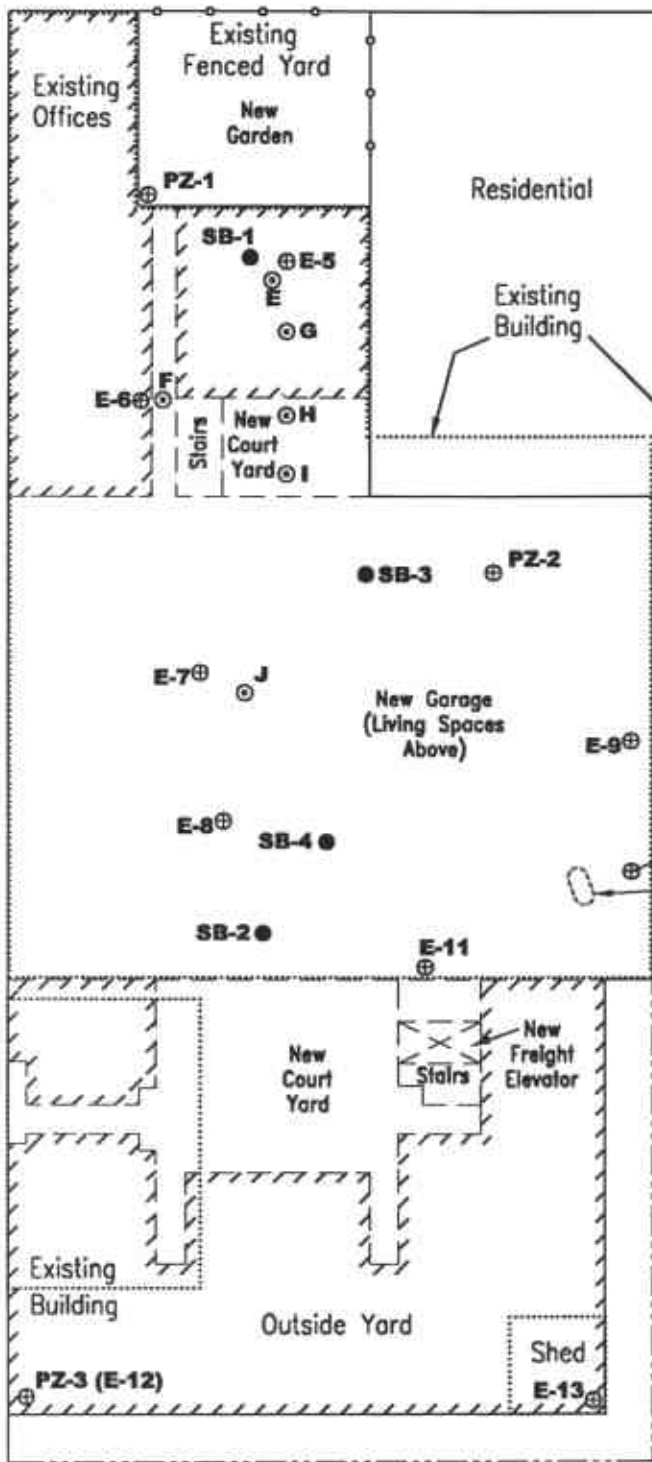 Existing
Fenced Yard
New
Garden
Existing
Offices
PZ-1
Residential
SB-1
E-5
E
G
Existing
Building
E-6
F
H
Stairs
New
Court
Yard
I
SB-3
PZ-2
E-7
J
New Garage
(Living Spaces
Above)
E-9
E-8
SB-4
SB-2
E-11
New
Court
Yard
Stairs
New
Freight
Elevator
Existing
Building
Outside Yard
Shed
PZ-3 (E-12)
E-13